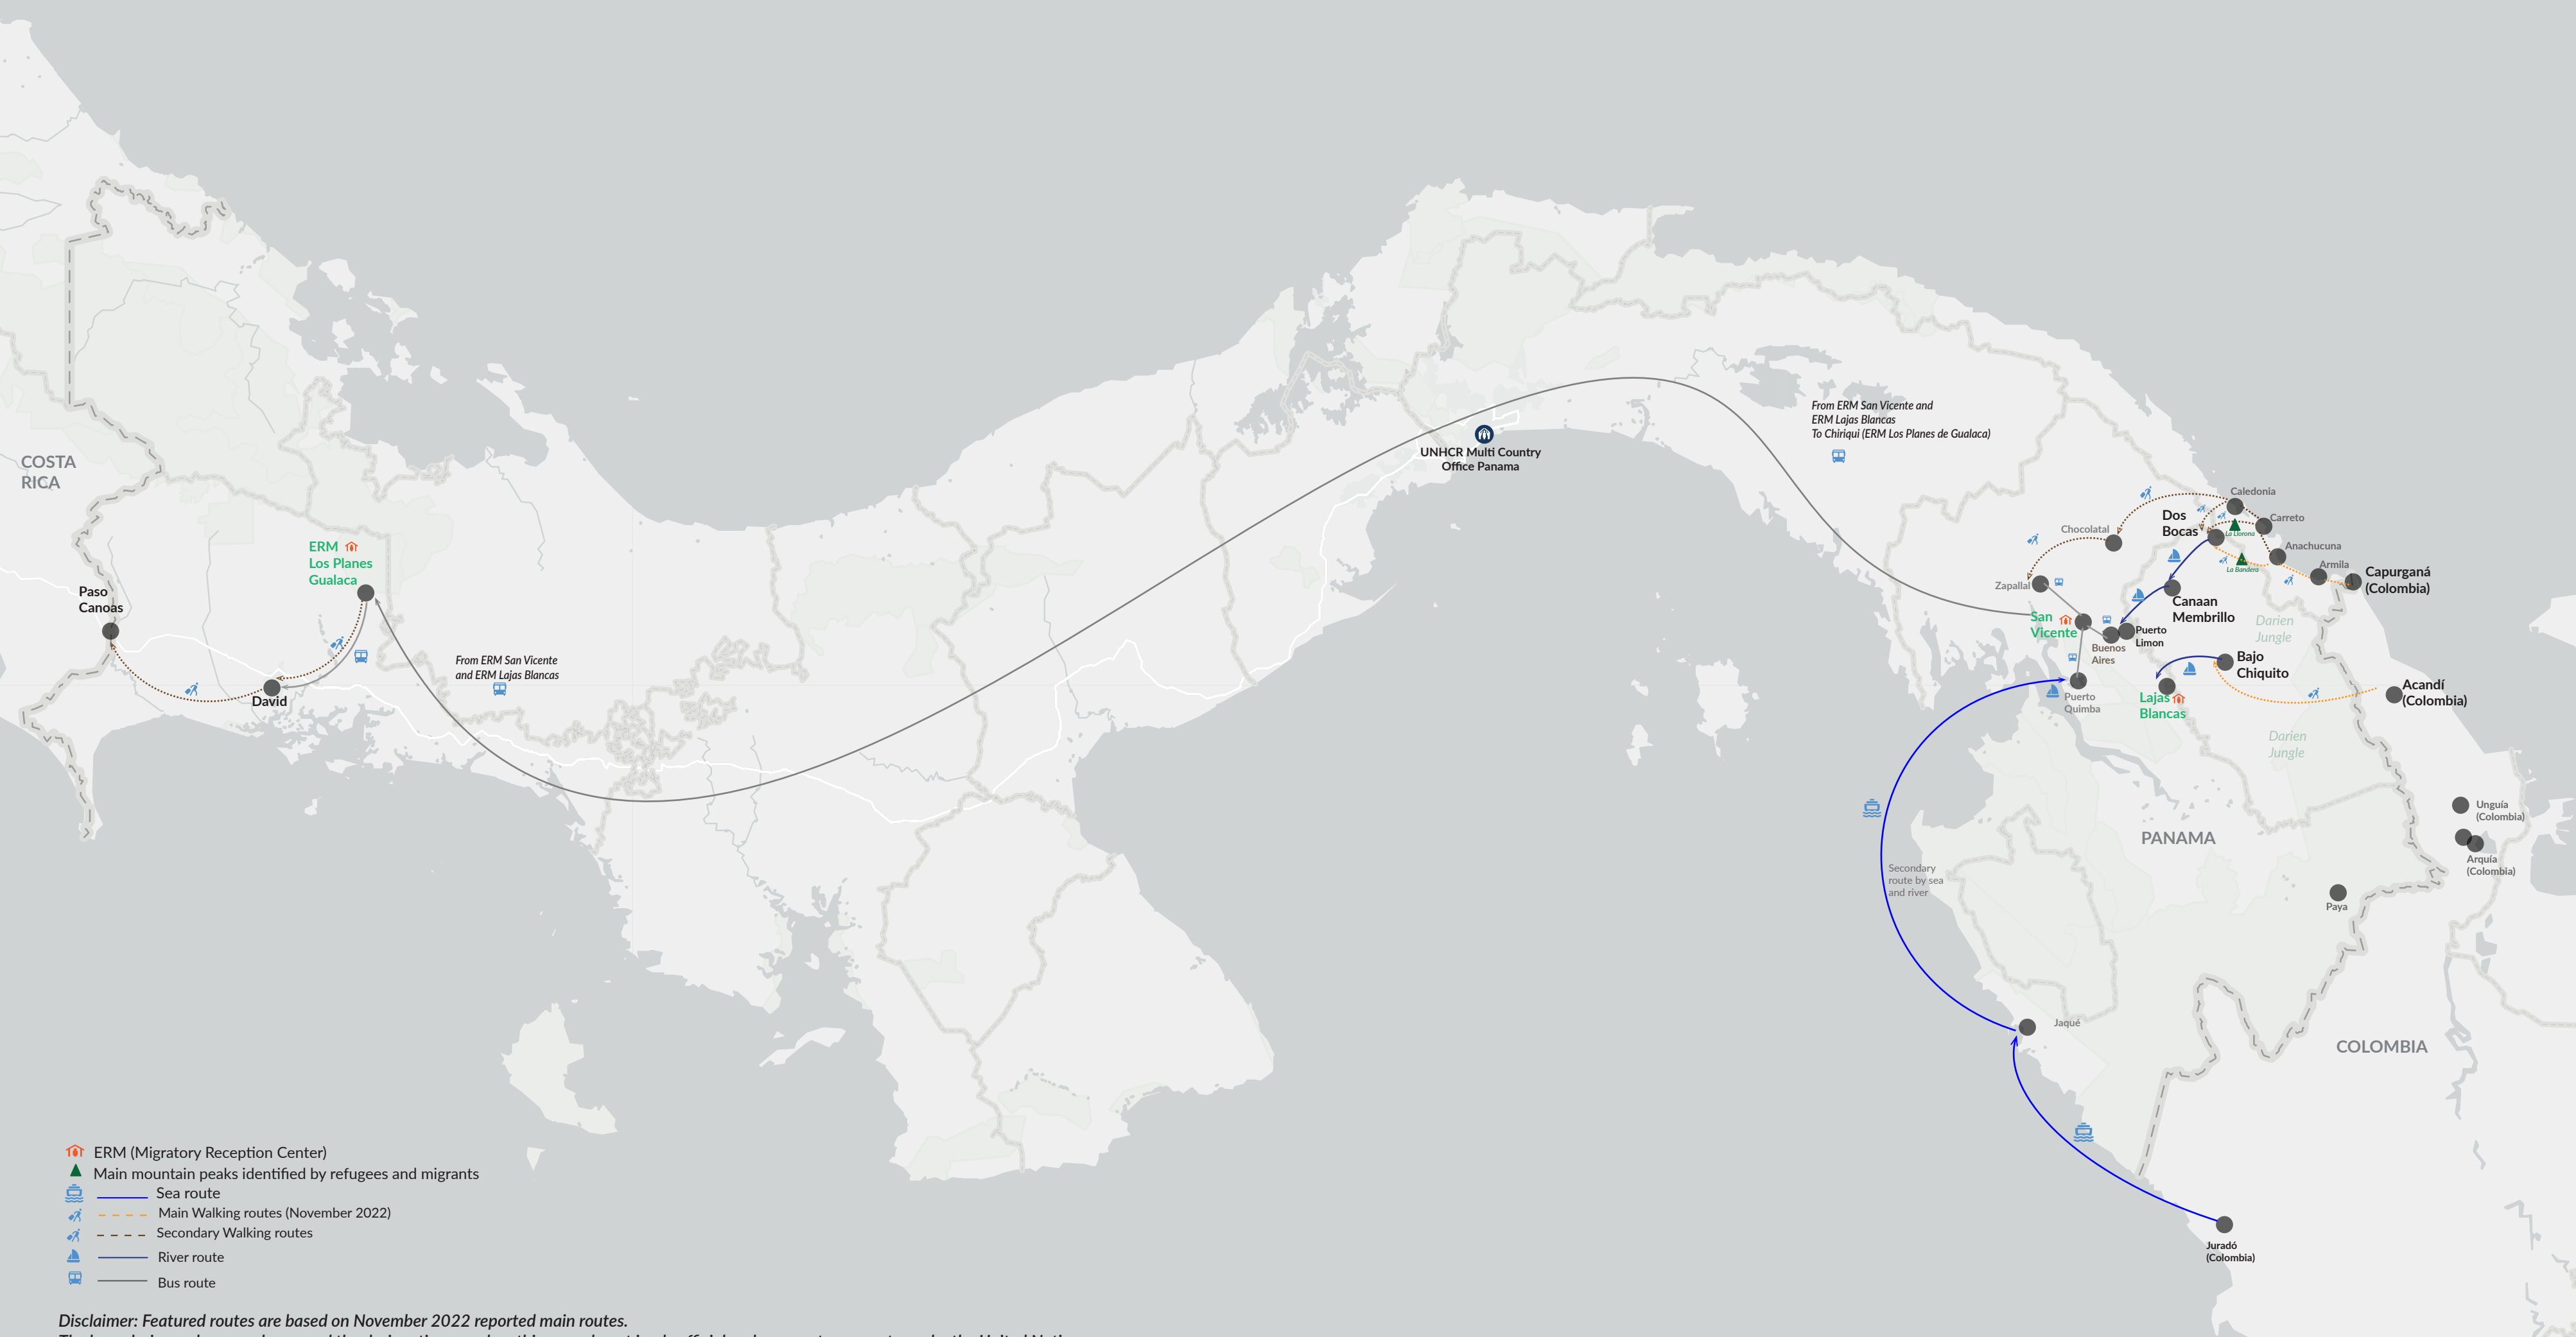 From ERM San Vicente and
ERM Lajas Blancas
To Chiriqui (ERM Los Planes de Gualaca)
COSTA
RICA
UNHCR Multi Country
Office Panama
Caledonia
Dos
Bocas
Carreto
La Llorona
Chocolatal
Anachucuna
La Bandera
Armila
Capurganá
(Colombia)
ERM
Los Planes
Gualaca
Zapallal
Paso
Canoas
Canaan
Membrillo
San
Vicente
Puerto
Limon
Darien
Jungle
Buenos
Aires
From ERM San Vicente
and ERM Lajas Blancas
Bajo
Chiquito
David
Puerto
Quimba
Lajas
Blancas
Acandí
(Colombia)
Darien
Jungle
Unguía
(Colombia)
PANAMA
Arquía
(Colombia)
Secondary
route by sea
and river
Paya
Jaqué
COLOMBIA
Juradó
(Colombia)
ERM (Migratory Reception Center)
Main mountain peaks identified by refugees and migrants
Sea route
Main Walking routes (November 2022)
Secondary Walking routes
River route
Bus route
Disclaimer: Featured routes are based on November 2022 reported main routes.